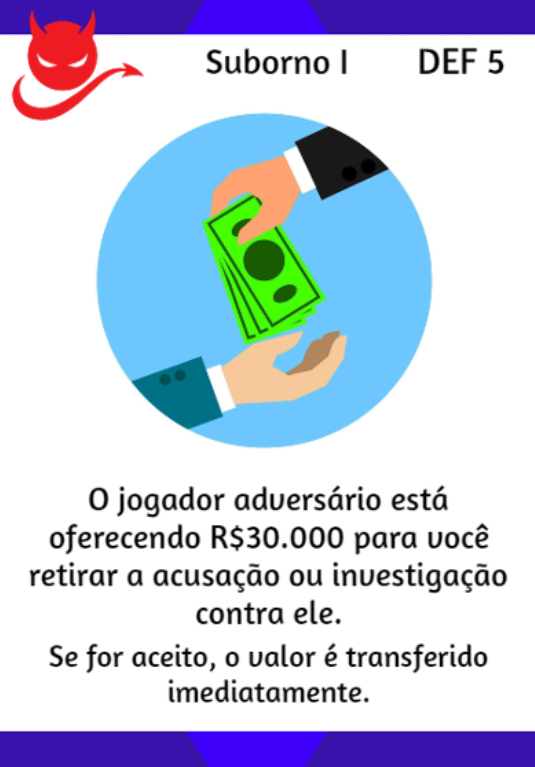 Suborno I DEF 5
O jogador adversário está
oferecendo R$30.000 para você
retirar a acusação ou investigação
contra ele.
Se for aceito, o valor é transferido
imediatamente.